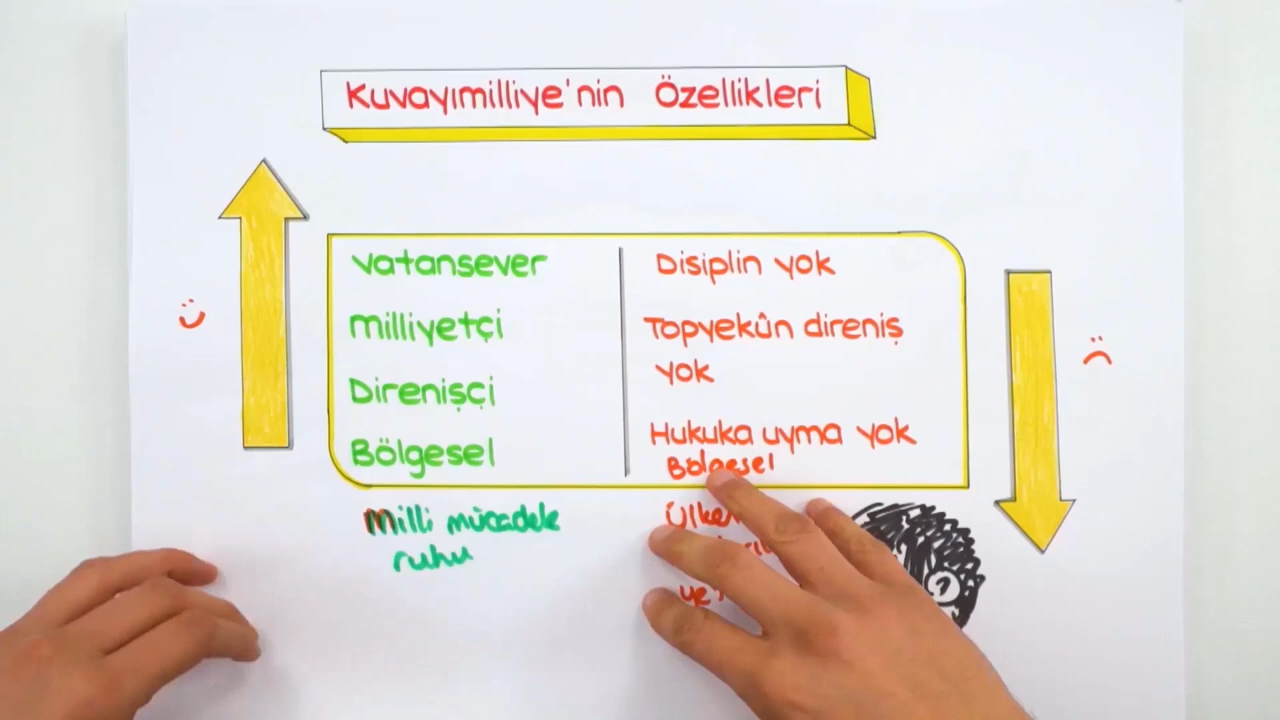 Kuvayımilliye'nin Özellikleri
Vatansever
Milliyetçi
Direnişçi
Bölgesel
Milli mücadele
ruhu
Disiplin yok
Topyekûn direniş
yok
Hukuka uyma yok
Bölgesel